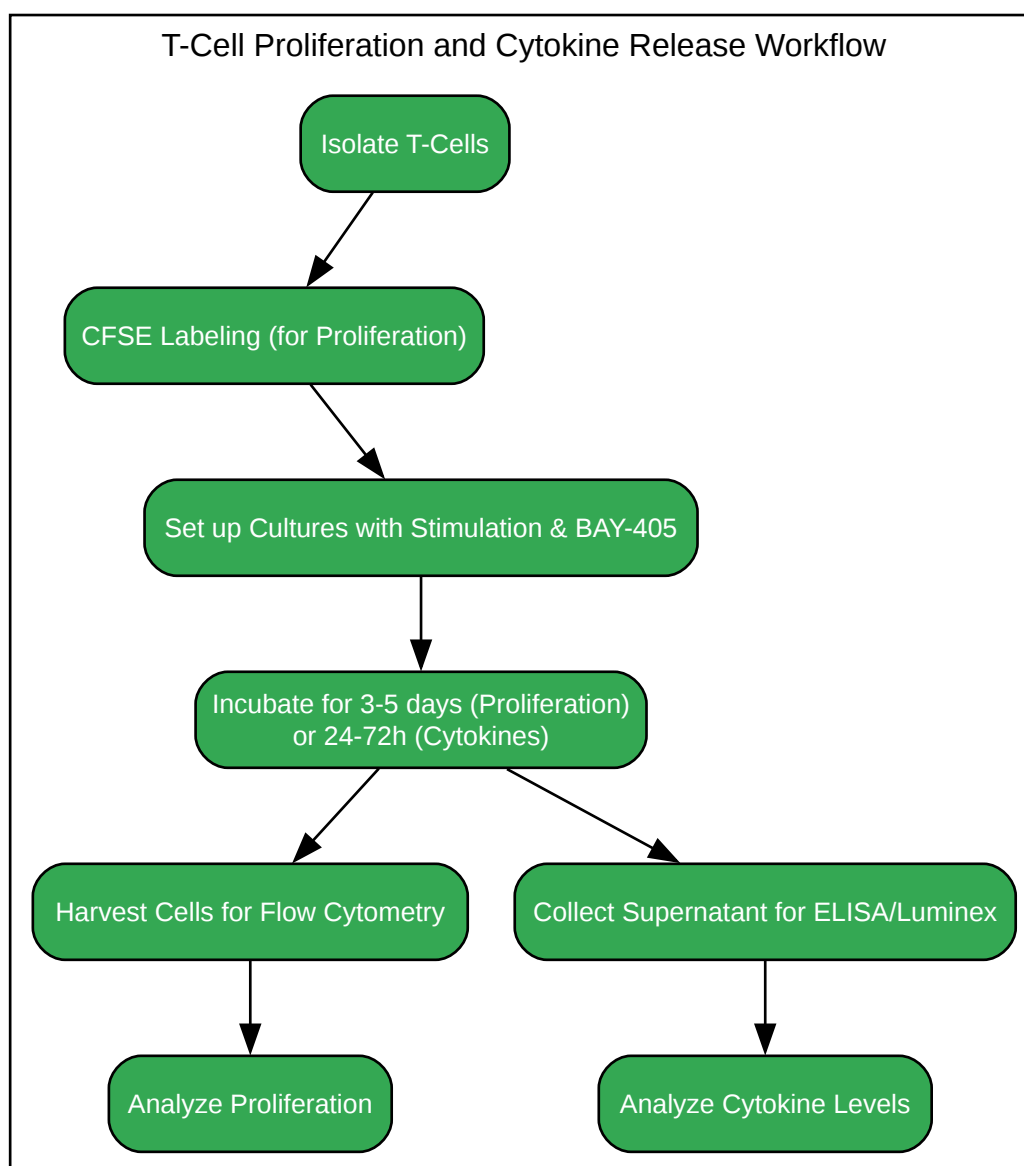 T-Cell Proliferation and Cytokine Release Workflow
Isolate T-Cells
CFSE Labeling (for Proliferation)
Set up Cultures with Stimulation & BAY-405
Incubate for 3-5 days (Proliferation)
or 24-72h (Cytokines)
Harvest Cells for Flow Cytometry
Collect Supernatant for ELISA/Luminex
Analyze Proliferation
Analyze Cytokine Levels